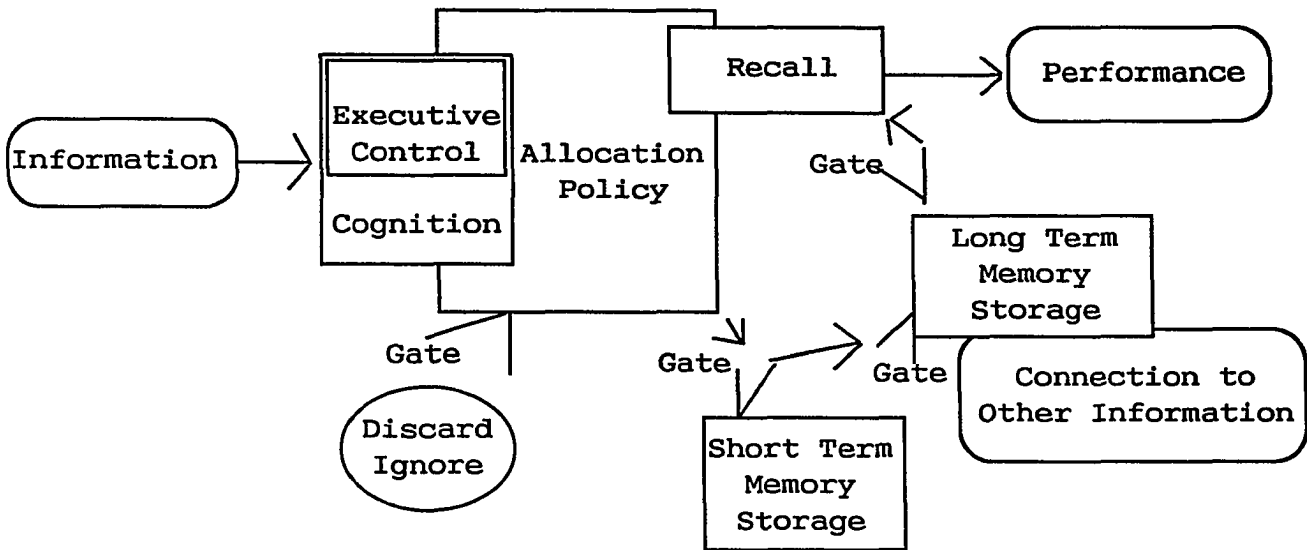 Information
Executive
Control
Cognition
Allocation
Policy
Recall
Performance
Gate
Long Term
Memory
Storage
Gate
Gate
Gate
Connection to
Other Information
Discard
Ignore
Short Term
Memory
Storage